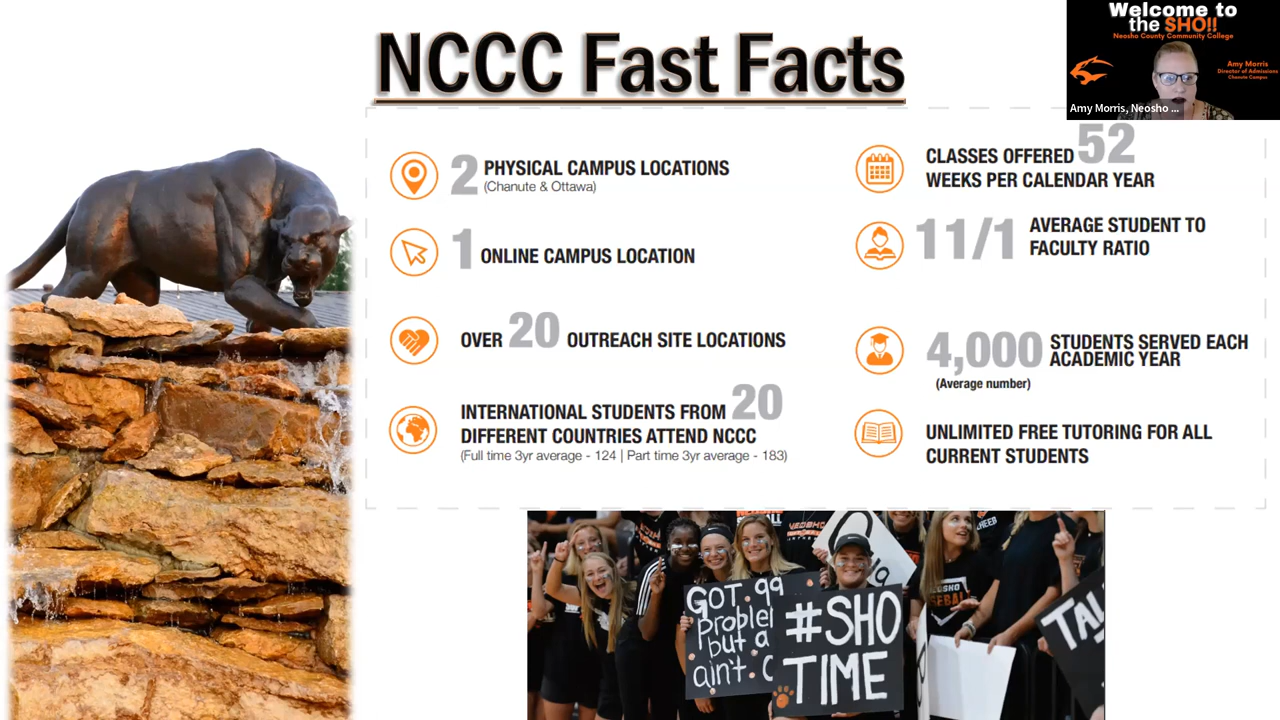 NCCC Fast Facts
Welcome to
the SHO!!
Neosho County Community College
Amy Morris
Director of Admissions
Chanute Campus
Amy Morris, Neosho ...
2 PHYSICAL CAMPUS LOCATIONS
(Chanute & Ottawa)
1 ONLINE CAMPUS LOCATION
OVER 20 OUTREACH SITE LOCATIONS
INTERNATIONAL STUDENTS FROM 20
DIFFERENT COUNTRIES ATTEND NCCC
(Full time 3yr average - 124 | Part time 3yr average - 183)
CLASSES OFFERED 52
WEEKS PER CALENDAR YEAR
11/1 AVERAGE STUDENT TO
FACULTY RATIO
4,000 STUDENTS SERVED EACH
ACADEMIC YEAR
(Average number)
UNLIMITED FREE TUTORING FOR ALL
CURRENT STUDENTS
NEOSHO
GOT 99
problem
but a
ain't
#SHO
TIME